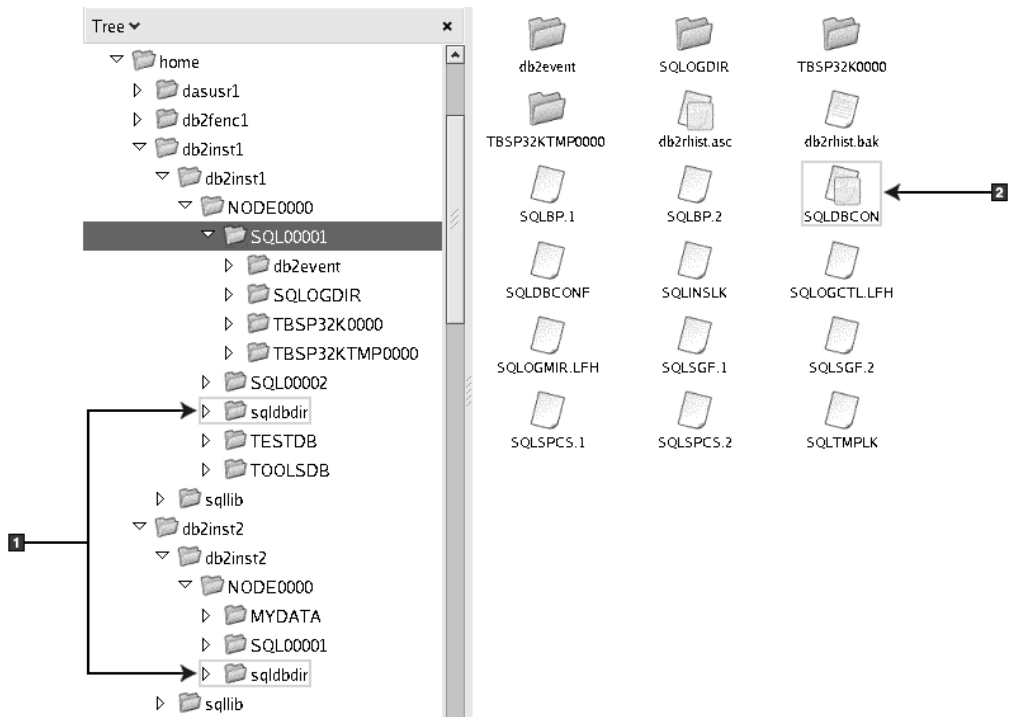 Tree
home
dasusr1
db2fenc1
db2inst1
db2inst1
NODE0000
SQL00001
db2event
SQLOGDIR
TBSP32K0000
TBSP32KTMP0000
SQL00002
sqldbdir
TESTDB
TOOLSDB
sqllib
db2inst2
db2inst2
NODE0000
MYDATA
SQL00001
sqldbdir
sqllib
1
db2event SQLOGDIR TBSP32K0000
TBSP32KTMP0000 db2rhist.asc db2rhist.bak
SQLBP.1 SQLBP.2 SQLDBCON
2
SQLDBCONF SQLINSLK SQLOGCTL.LFH
SQLOGMIR.LFH SQLSGF.1 SQLSGF.2
SQLSPCS.1 SQLSPCS.2 SQLTMPLK